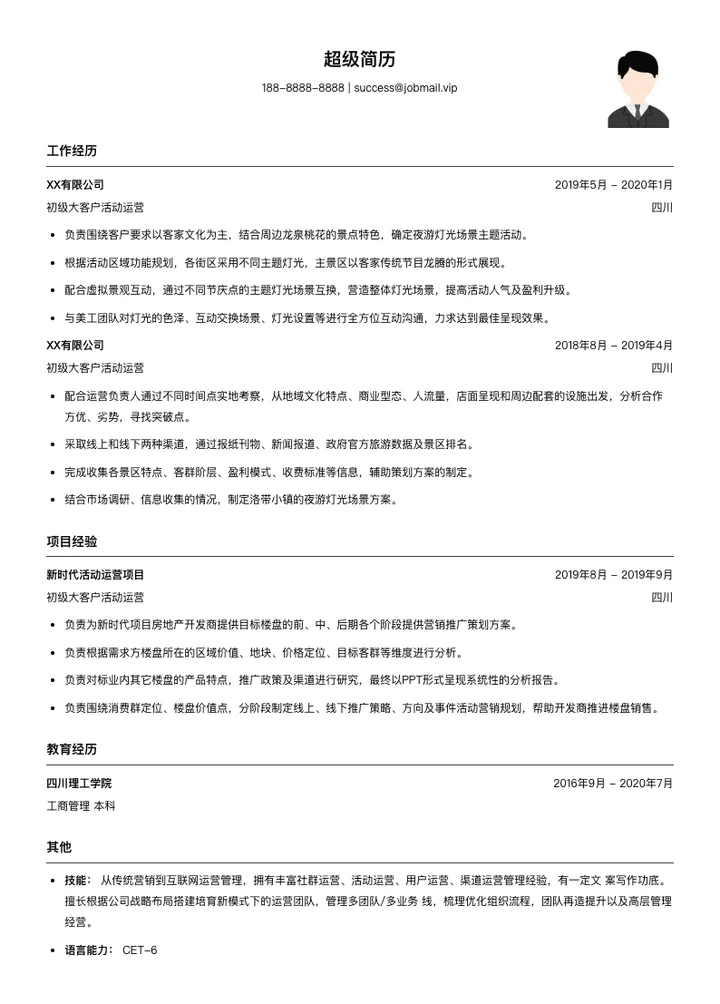 超级简历
188-8888-8888 | success@jobmail.vip
工作经历
XX有限公司 2019年5月 – 2020年1月
初级大客户活动运营 四川
• 负责围绕客户要求以客家文化为主，结合周边龙泉桃花的景点特色，确定夜游灯光场景主题活动。
• 根据活动区域功能规划，各街区采用不同主题灯光，主景区以客家传统节目龙腾的形式展现。
• 配合虚拟景观互动，通过不同节庆点的主题灯光场景互换，营造整体灯光场景，提高活动人气及盈利升级。
• 与美工团队对灯光的色泽、互动交换场景、灯光设置等进行全方位互动沟通，力求达到最佳呈现效果。
XX有限公司 2018年8月 – 2019年4月
初级大客户活动运营 四川
• 配合运营负责人通过不同时间点实地考察，从地域文化特点、商业型态、人流量，店面呈现和周边配套的设施出发，分析合作
方优、劣势，寻找突破点。
• 采取线上和线下两种渠道，通过报纸刊物、新闻报道、政府官方旅游数据及景区排名。
• 完成收集各景区特点、客群阶层、盈利模式、收费标准等信息，辅助策划方案的制定。
• 结合市场调研、信息收集的情况，制定洛带小镇的夜游灯光场景方案。
项目经验
新时代活动运营项目 2019年8月 – 2019年9月
初级大客户活动运营 四川
• 负责为新时代项目房地产开发商提供目标楼盘的前、中、后期各个阶段提供营销推广策划方案。
• 负责根据需求方楼盘所在的区域价值、地块、价格定位、目标客群等维度进行分析。
• 负责对标业内其它楼盘的产品特点，推广政策及渠道进行研究，最终以PPT形式呈现系统性的分析报告。
• 负责围绕消费群定位、楼盘价值点，分阶段制定线上、线下推广策略、方向及事件活动营销规划，帮助开发商推进楼盘销售。
教育经历
四川理工学院 2016年9月 – 2020年7月
工商管理 本科
其他
• 技能： 从传统营销到互联网运营管理，拥有丰富社群运营、活动运营、用户运营、渠道运营管理经验，有一定文 案写作功底。
擅长根据公司战略布局搭建培育新模式下的运营团队，管理多团队/多业务 线，梳理优化组织流程，团队再造提升以及高层管理
经营。
• 语言能力： CET-6